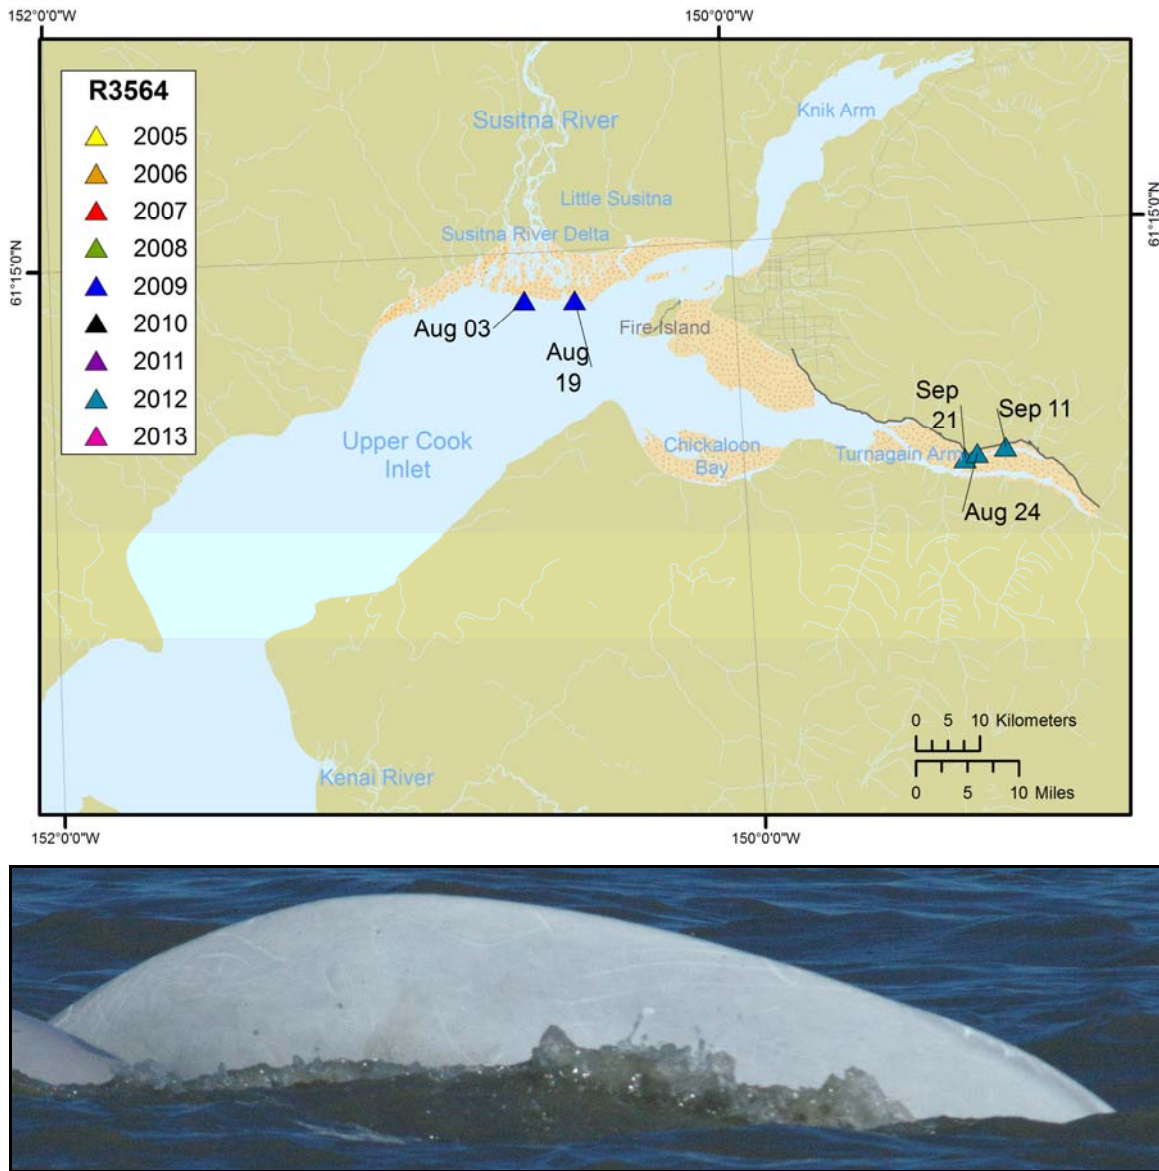 152°0'0"W
150°0'0"W
R3564
2005
2006
2007
2008
2009
2010
2011
2012
2013
Knik Arm
Susitna River
Little Susitna
Susitna River Delta
61°15'0"N
61°15'0"N
Aug 03
Aug
19
Fire Island
Sep
21
Sep 11
Upper Cook
Inlet
Chickaloon
Bay
Turnagain Arm
Aug 24
0 5 10 Kilometers
0 5 10 Miles
Kenai River
152°0'0"W
150°0'0"W